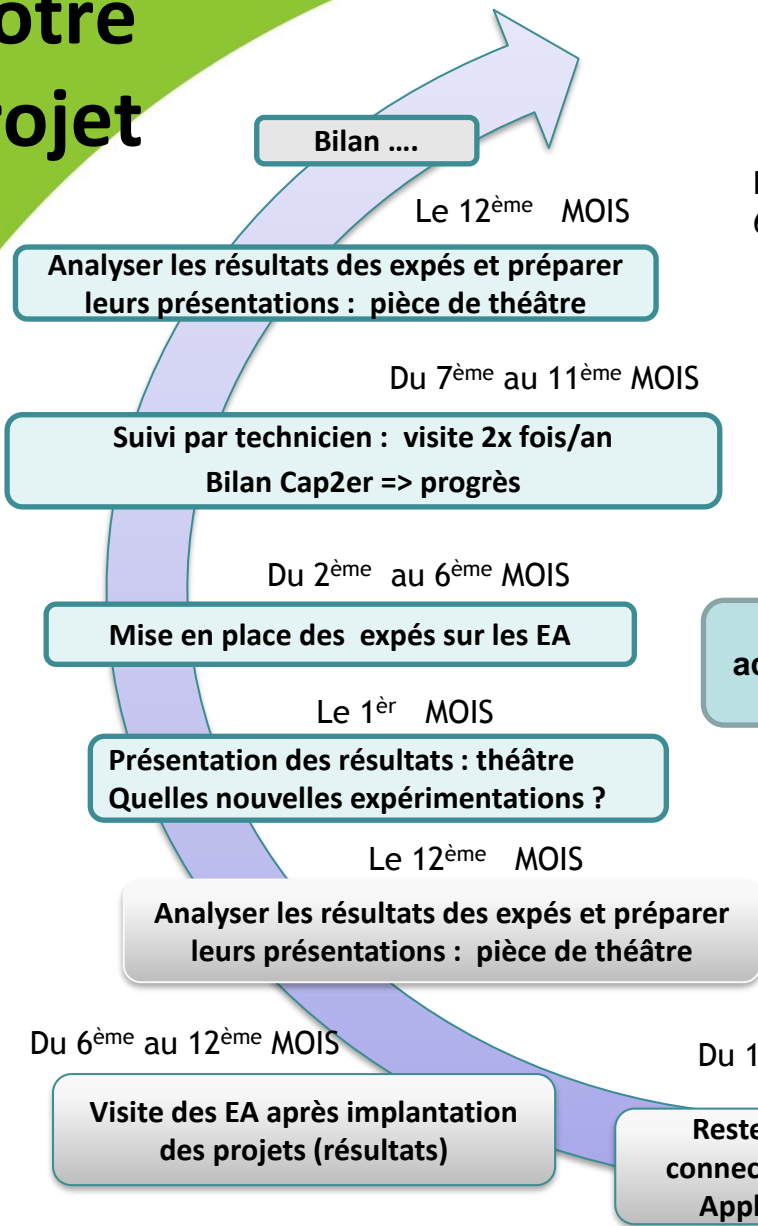 otre
rojet
Bilan ....
Le 12ème MOIS
Analyser les résultats des expés et préparer
leurs présentations : pièce de théâtre
Du 7ème au 11ème MOIS
Suivi par technicien : visite 2x fois/an
Bilan Cap2er => progrès
Du 2ème au 6ème MOIS
Mise en place des expés sur les EA
Le 1èr MOIS
Présentation des résultats : théâtre
Quelles nouvelles expérimentations ?
Le 12ème MOIS
Analyser les résultats des expés et préparer
leurs présentations : pièce de théâtre
Du 6ème au 12ème MOIS
Visite des EA après implantation
des projets (résultats)
Du 1
Reste
connec
Appl
ac